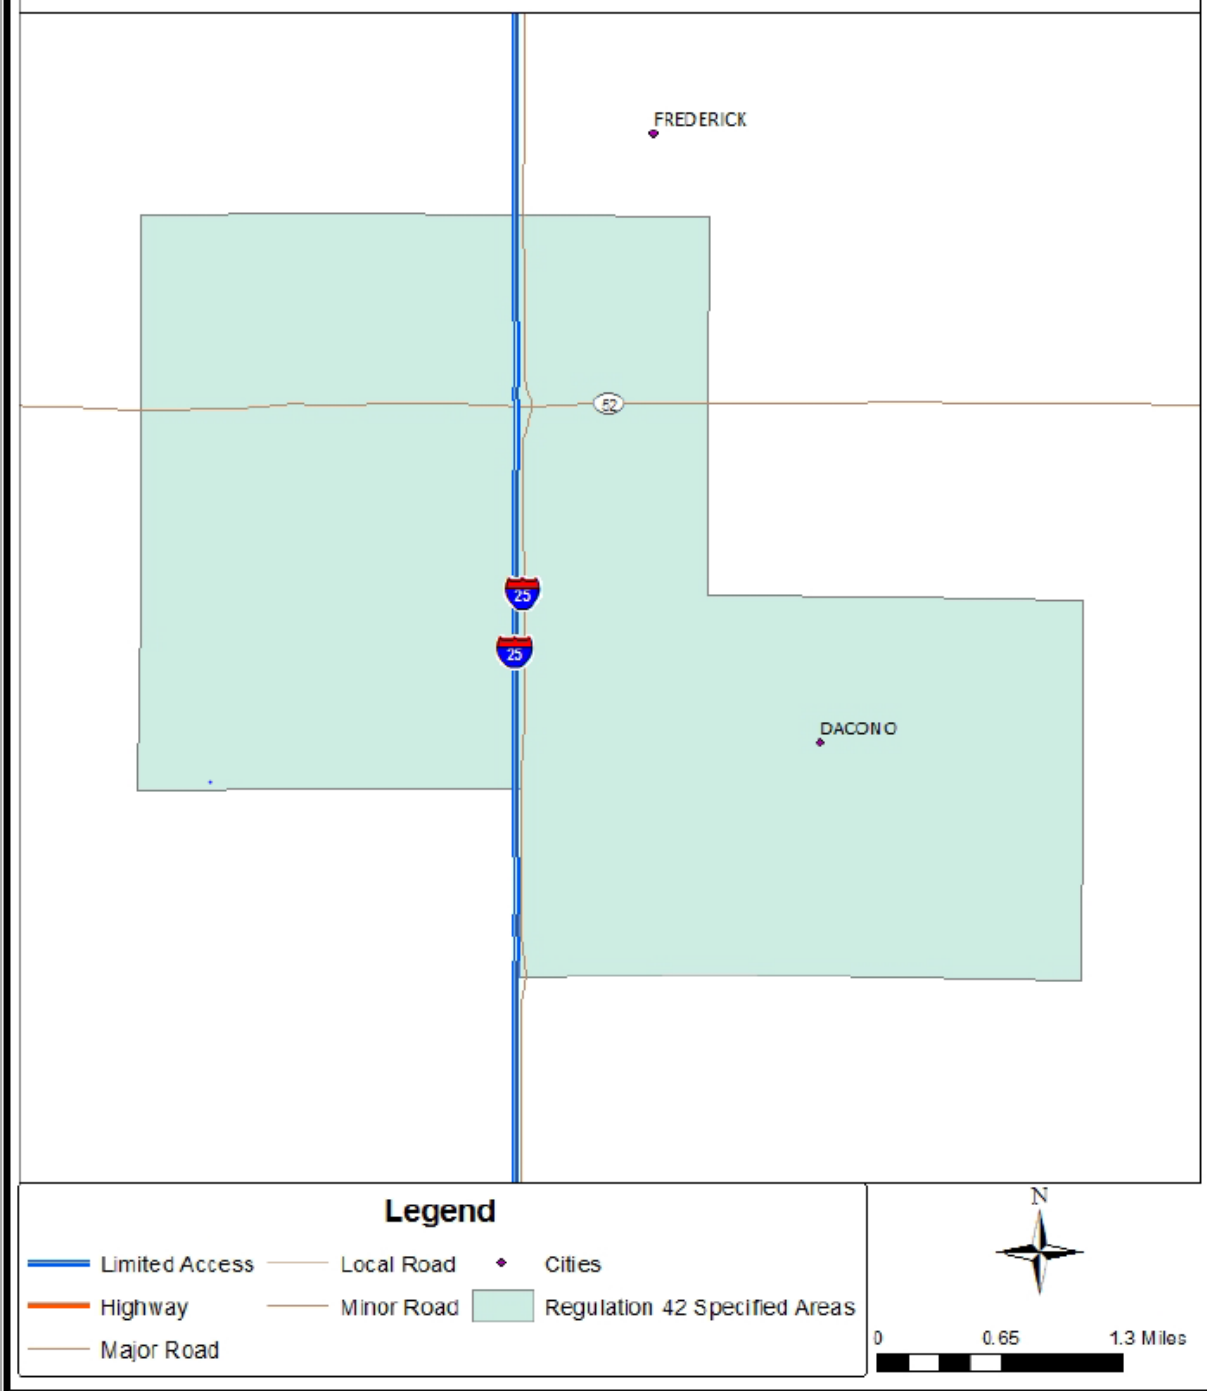 FREDERICK
52
25
25
DACONO
Legend
Limited Access
Local Road
Cities
Highway
Minor Road
Regulation 42 Specified Areas
Major Road
N
0 0.65 1.3 Miles